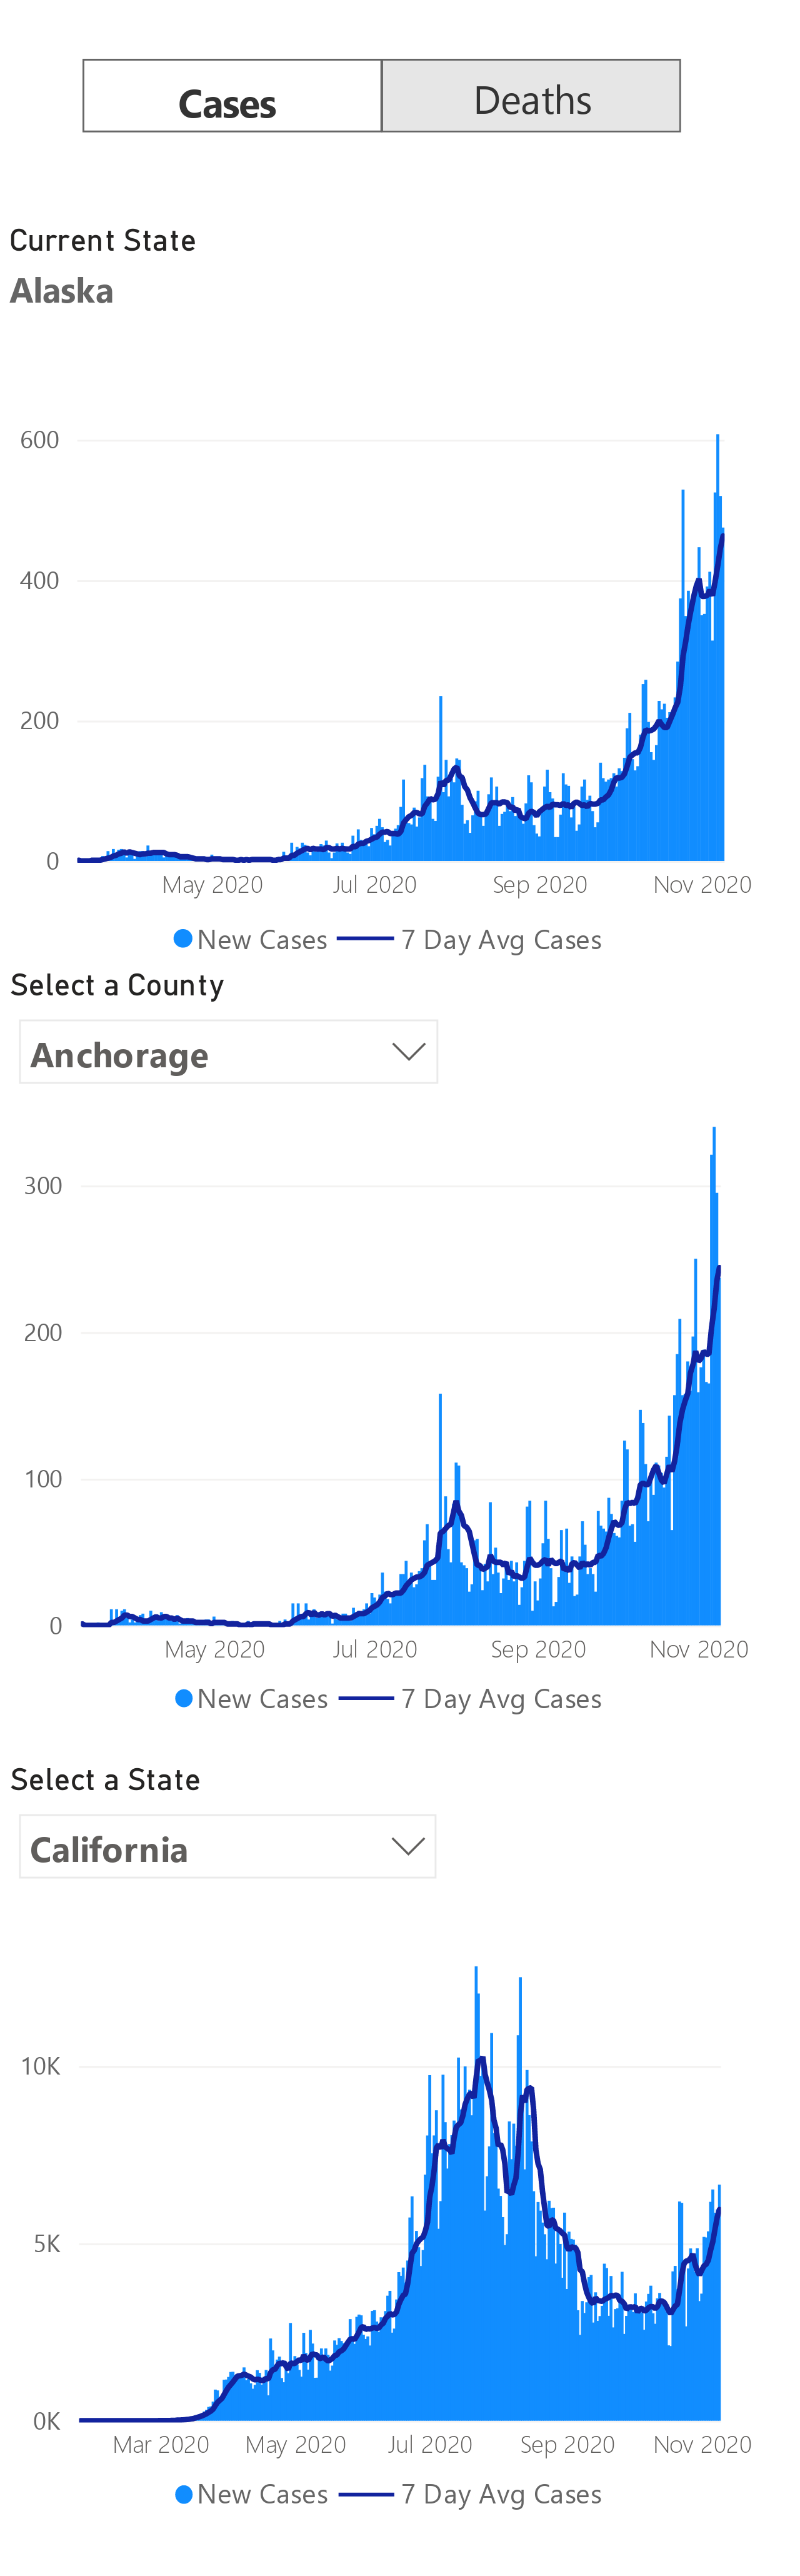 Cases Deaths
Current State
Alaska
600
400
200
0
May 2020 Jul 2020 Sep 2020 Nov 2020
New Cases 7 Day Avg Cases
Select a County
Anchorage
300
200
100
0
May 2020 Jul 2020 Sep 2020 Nov 2020
New Cases 7 Day Avg Cases
Select a State
California
10K
5K
0K
Mar 2020 May 2020 Jul 2020 Sep 2020 Nov 2020
New Cases 7 Day Avg Cases